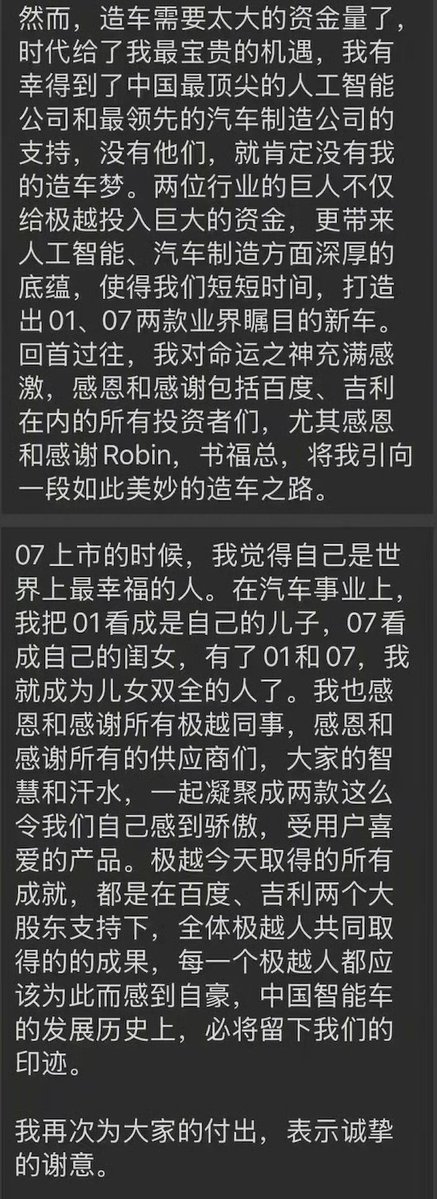 然而，造车需要太大的资金量了，
时代给了我最宝贵的机遇，我有
幸得到了中国最顶尖的人工智能
公司和最领先的汽车制造公司的
支持，没有他们，就肯定没有我
的造车梦。两位行业的巨人不仅
给极越投入巨大的资金，更带来
人工智能、汽车制造方面深厚的
底蕴，使得我们短短时间，打造
出01、07两款业界瞩目的新车。
回首过往，我对命运之神充满感
激，感恩和感谢包括百度、吉利
在内的所有投资者们，尤其感恩
和感谢Robin，书福总，将我引向
一段如此美妙的造车之路。
07上市的时候，我觉得自己是世
界上最幸福的人。在汽车事业上，
我把01看成是自己的儿子，07看
成自己的闺女，有了01和07，我
就成为儿女双全的人了。我也感
恩和感谢所有极越同事，感恩和
感谢所有的供应商们，大家的智
慧和汗水，一起凝聚成两款这么
令我们自己感到骄傲，受用户喜
爱的产品。极越今天取得的所有
成就，都是在百度、吉利两个大
股东支持下，全体极越人共同取
得的的成果，每一个极越人都应
该为此而感到自豪，中国智能车
的发展历史上，必将留下我们的
印迹。
我再次为大家的付出，表示诚挚
的谢意。